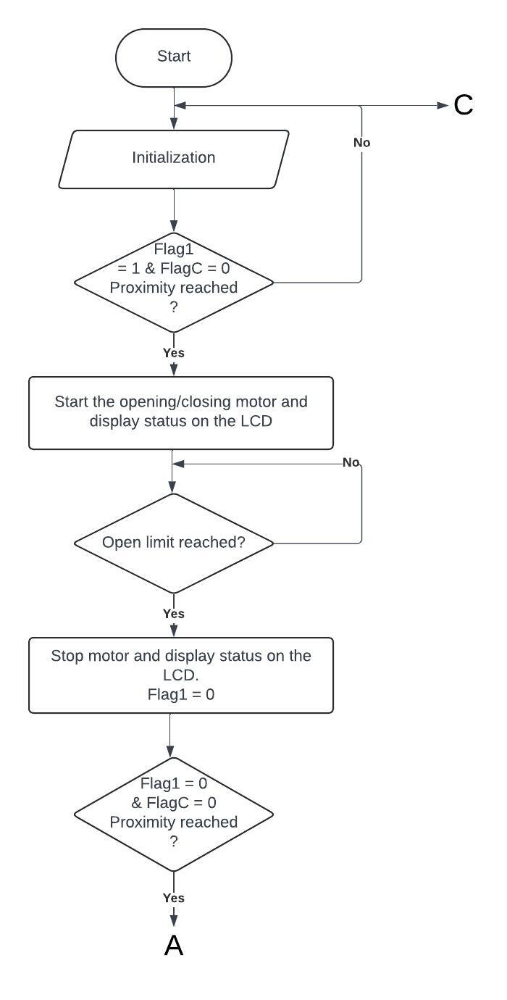 Start
C
No
Initialization
Flag1
= 1 & FlagC = 0
Proximity reached
?
Yes
Start the opening/closing motor and
display status on the LCD
No
Open limit reached?
Yes
Stop motor and display status on the
LCD.
Flag1 = 0
Flag1 = 0
& FlagC = 0
Proximity reached
?
Yes
A